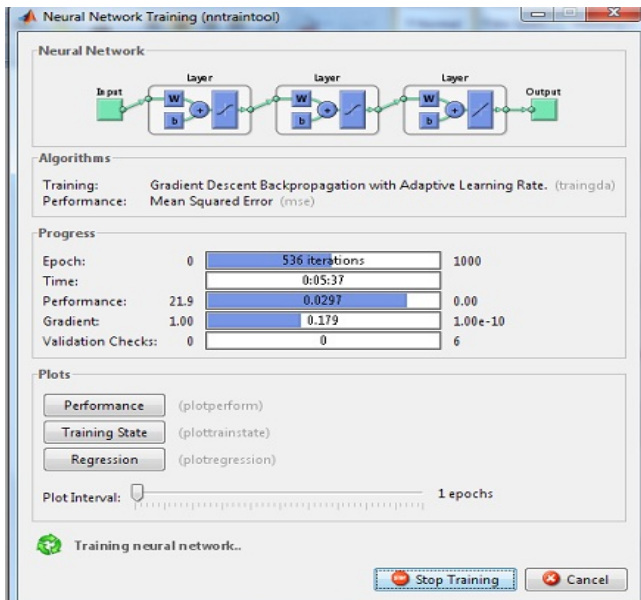 Neural Network Training (nntraintool)
Neural Network
Layer Layer Layer
Input W b + W b + W b + Output
Algorithms
Training: Gradient Descent Backpropagation with Adaptive Learning Rate. (traingda)
Performance: Mean Squared Error (mse)
Progress
Epoch: 0 536 iterations 1000
Time: 0:05:37
Performance: 21.9 0.0297 0.00
Gradient: 1.00 0.179 1.00e-10
Validation Checks: 0 0 6
Plots
Performance (plotperform)
Training State (plottrainstate)
Regression (plotregression)
Plot Interval: 1 epochs
Training neural network..
Stop Training Cancel